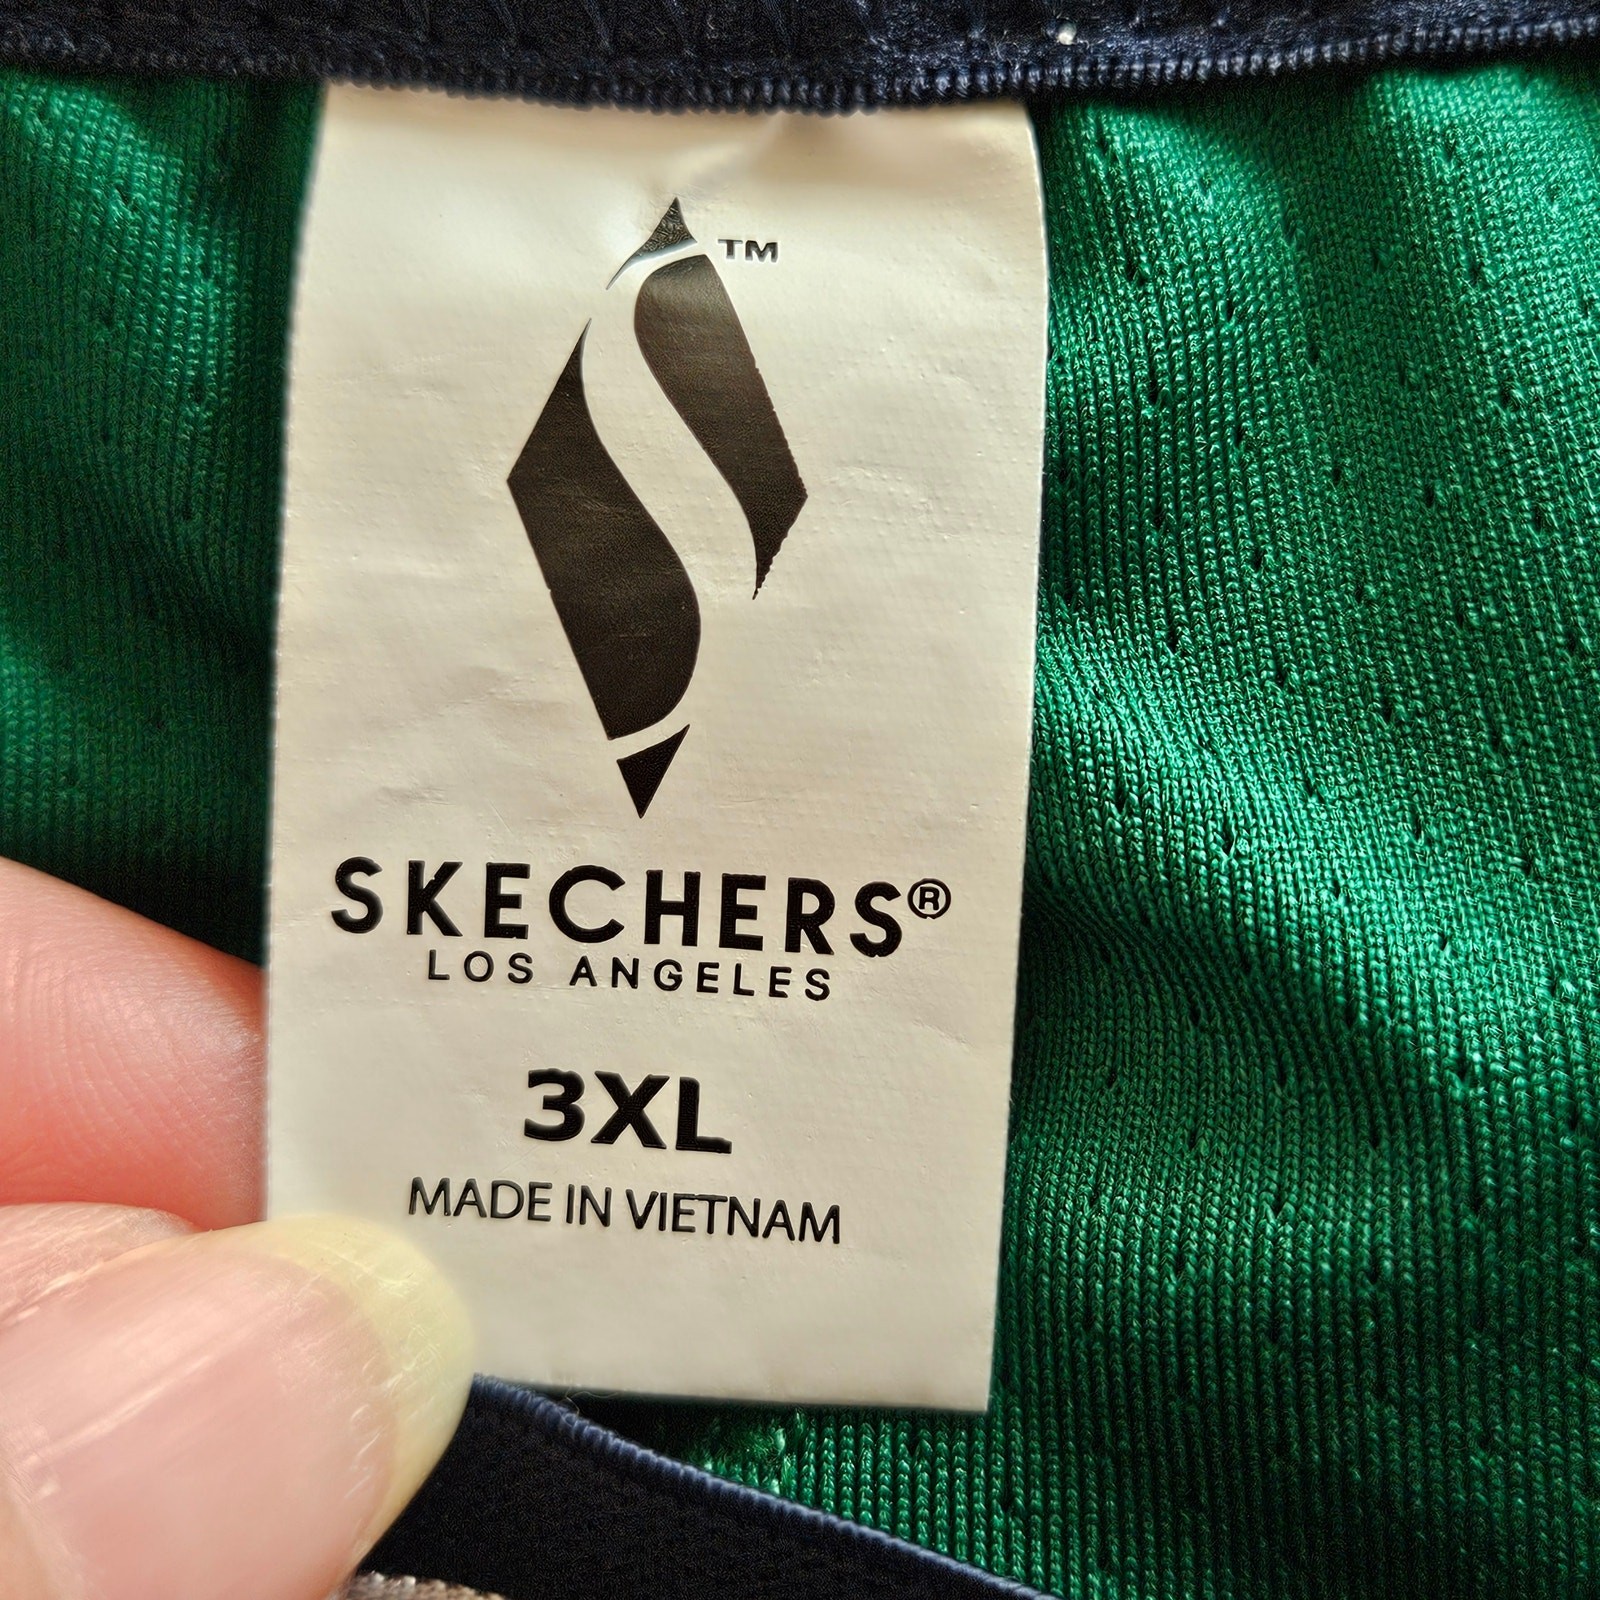 ™
SKECHERS®
LOS ANGELES
3XL
MADE IN VIETNAM